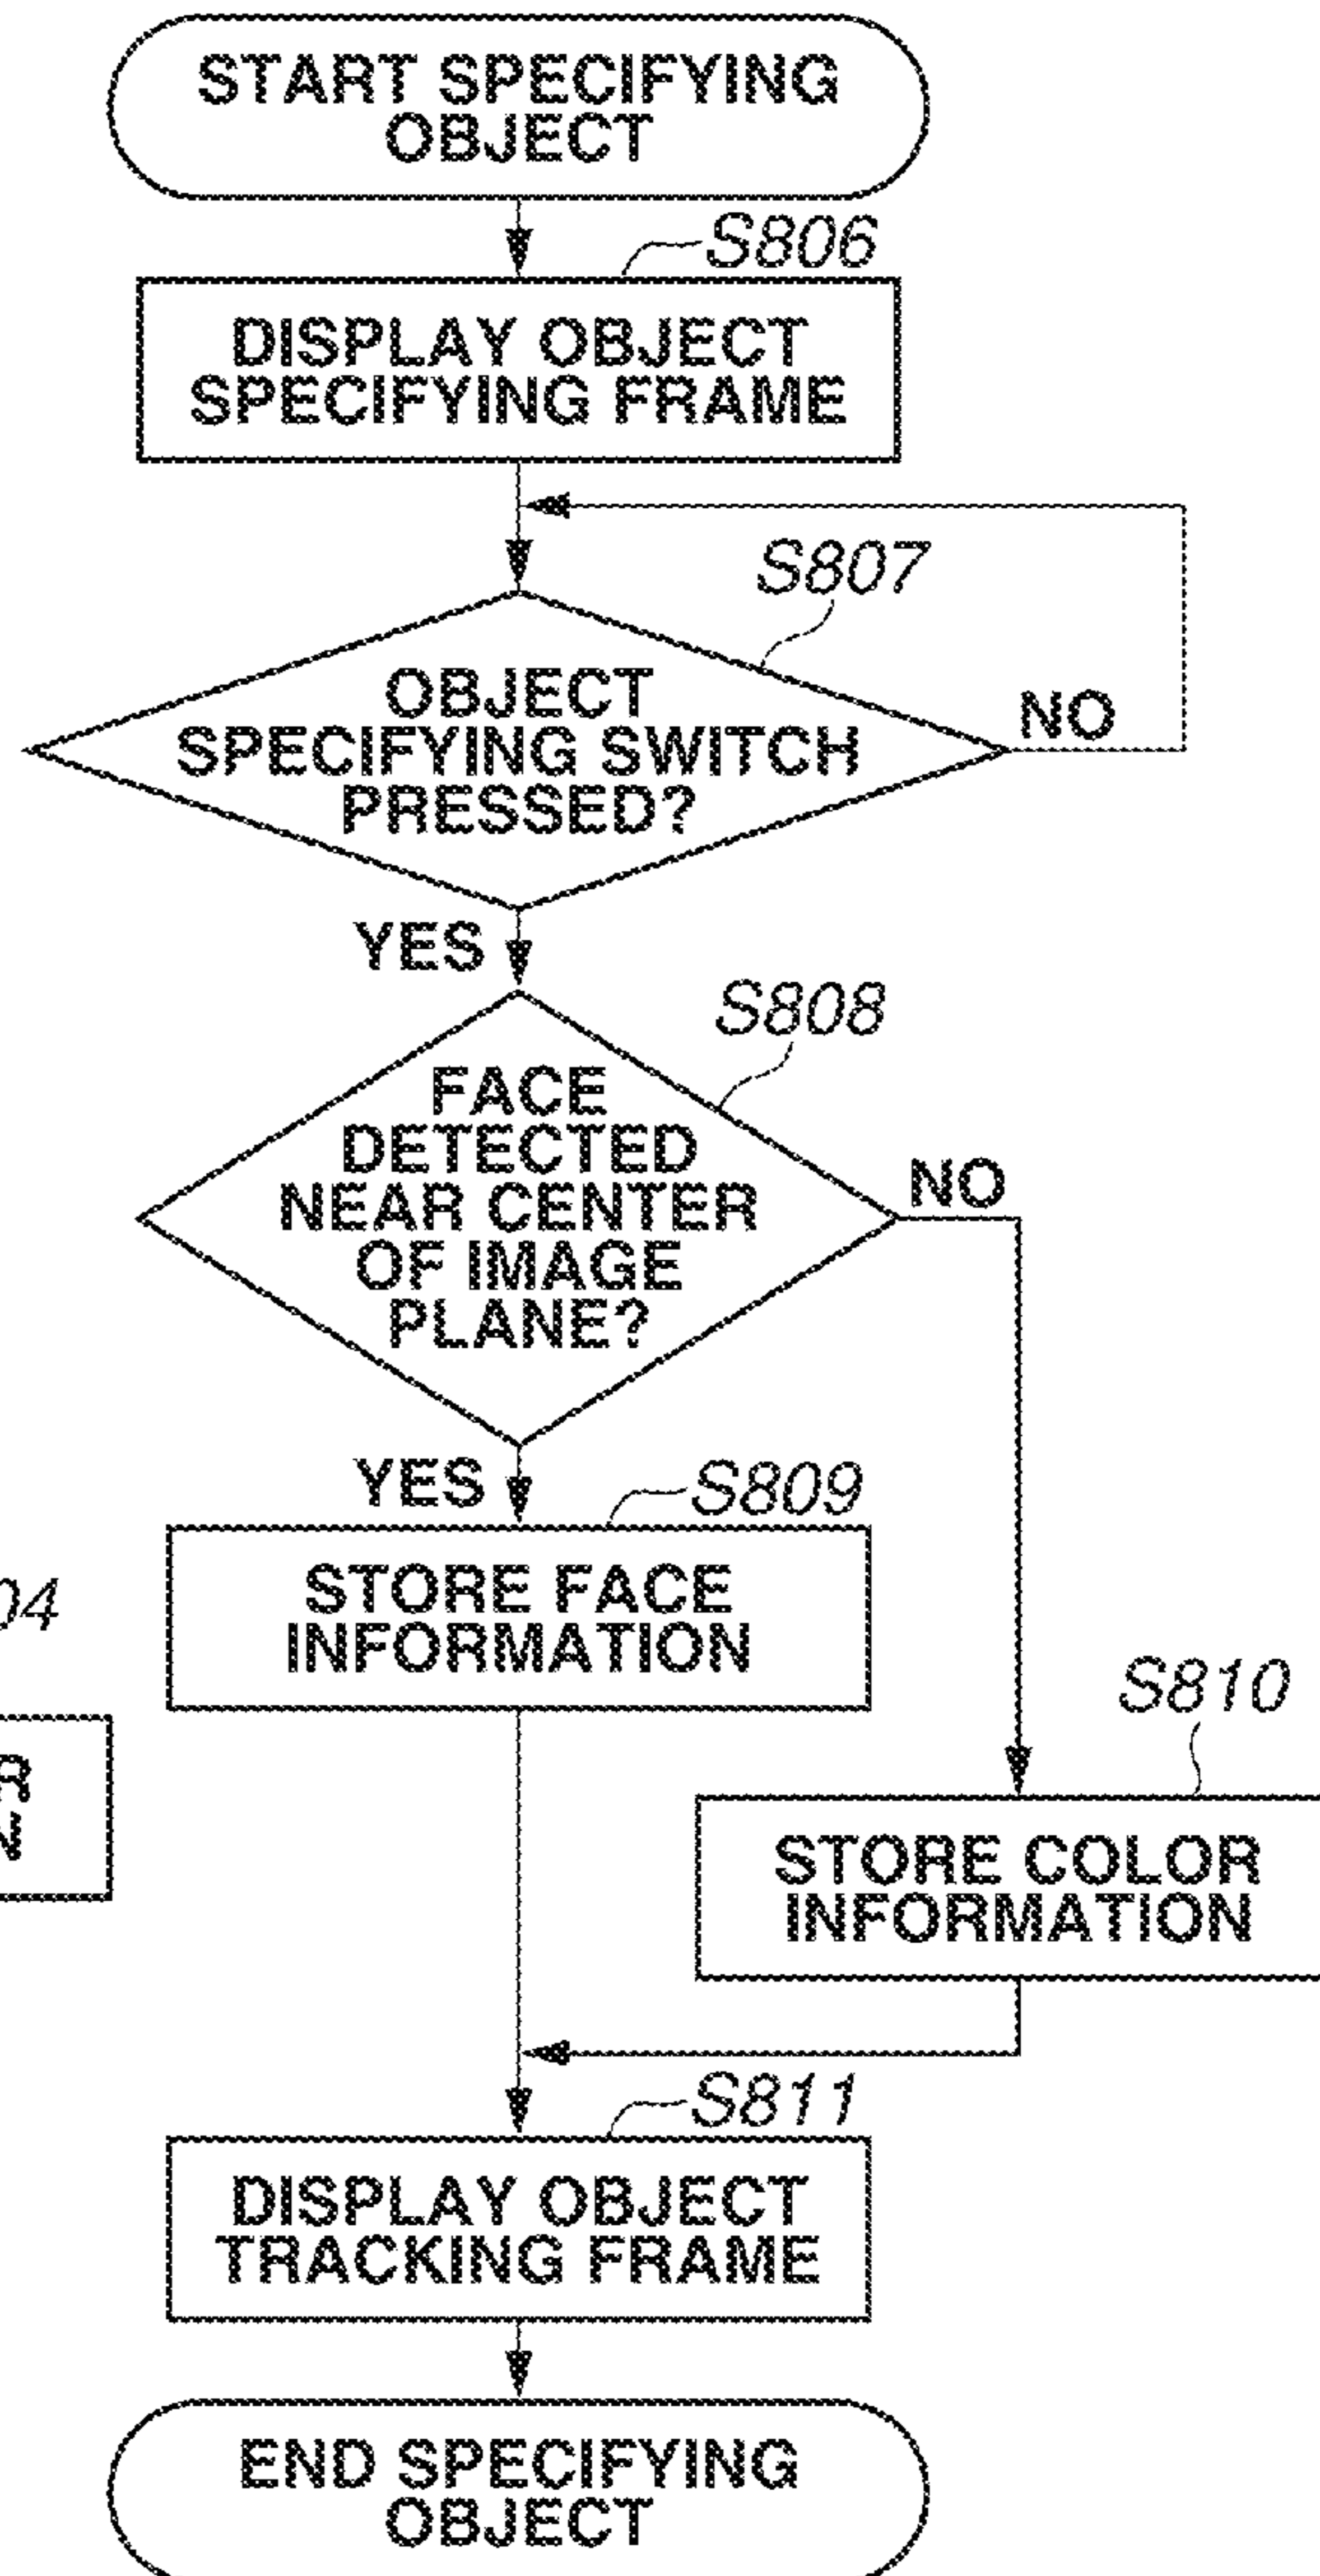 START SPECIFYING
OBJECT
S806
DISPLAY OBJECT
SPECIFYING FRAME
S807
OBJECT
SPECIFYING SWITCH
PRESSED?
NO
YES
S808
FACE
DETECTED
NEAR CENTER
OF IMAGE
PLANE?
NO
YES
S809
STORE FACE
INFORMATION
04
R
N
S810
STORE COLOR
INFORMATION
S811
DISPLAY OBJECT
TRACKING FRAME
END SPECIFYING
OBJECT